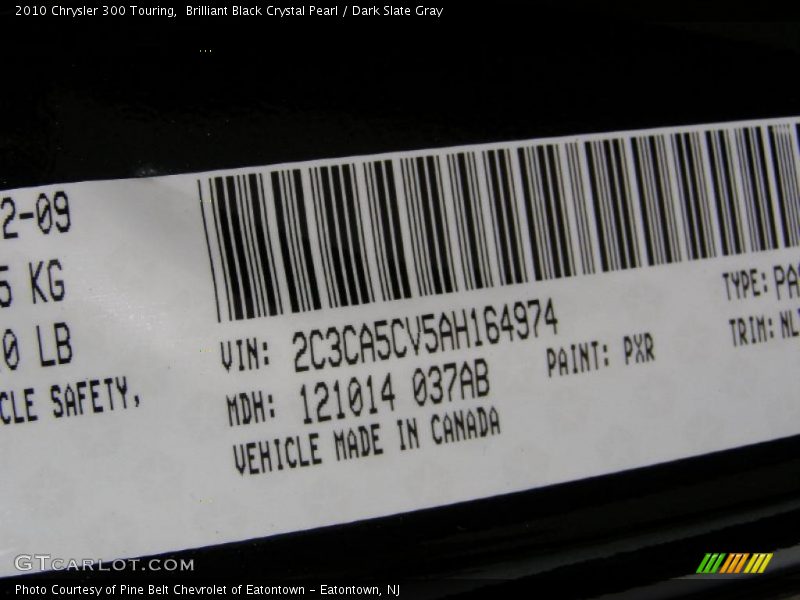 2010 Chrysler 300 Touring,  Brilliant Black Crystal Pearl / Dark Slate Gray
...
2-09
5 KG
0 LB
CLE SAFETY,
VIN: 2C3CA5CV5AH164974
MDH: 121014 037AB
VEHICLE MADE IN CANADA
PAINT: PXR
TYPE: PA
TRIM: NL
GTCARLOT.COM
Photo Courtesy of Pine Belt Chevrolet of Eatontown – Eatontown, NJ